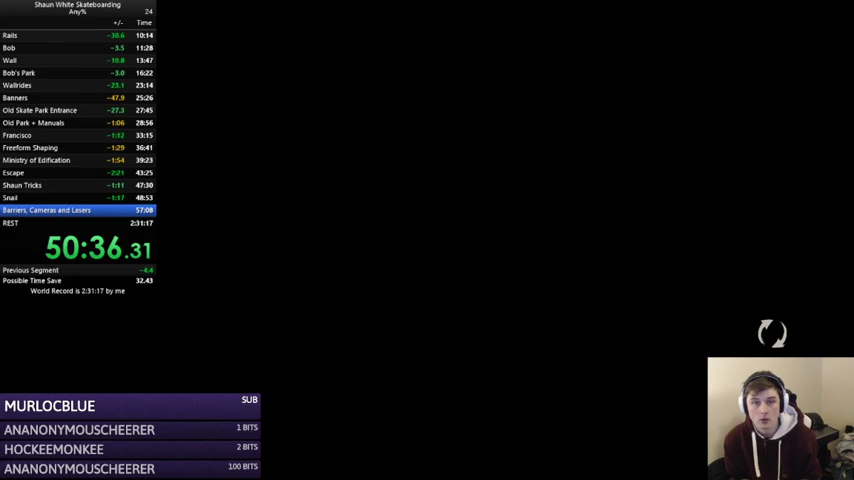 Shaun White Skateboarding
Any% 24
+/- Time
Rails -30.6 10:14
Bob -3.5 11:28
Wall -10.8 13:47
Bob's Park -3.0 16:22
Wallrides -23.1 23:14
Banners -47.9 25:26
Old Skate Park Entrance -27.3 27:45
Old Park + Manuals -1:06 28:56
Francisco -1:12 33:15
Freeform Shaping -1:29 36:41
Ministry of Edification -1:54 39:23
Escape -2:21 43:25
Shaun Tricks -1:11 47:30
Snail -1:17 48:53
Barriers, Cameras and Lasers 57:08
REST 2:31:17
50:36.31
Previous Segment -4.4
Possible Time Save 32.43
World Record is 2:31:17 by me
MURLOCBLUE SUB
ANANONYMOUSCHEERER 1 BITS
HOCKEEMONKEE 2 BITS
ANANONYMOUSCHEERER 100 BITS